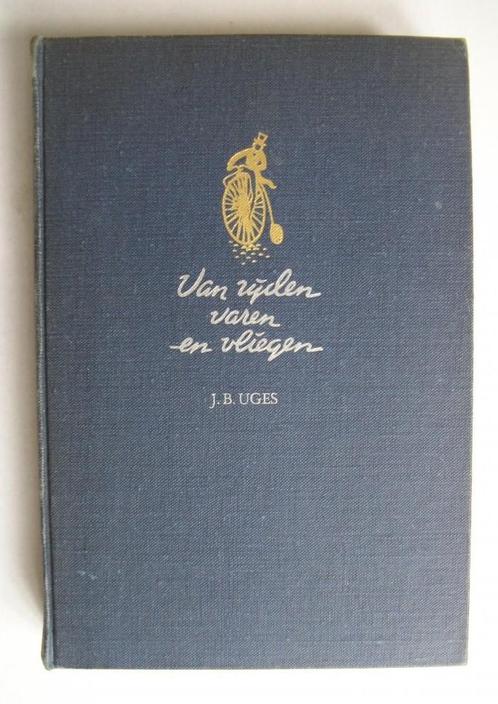 Van rijden
varen
en vliegen
J. B. UGES